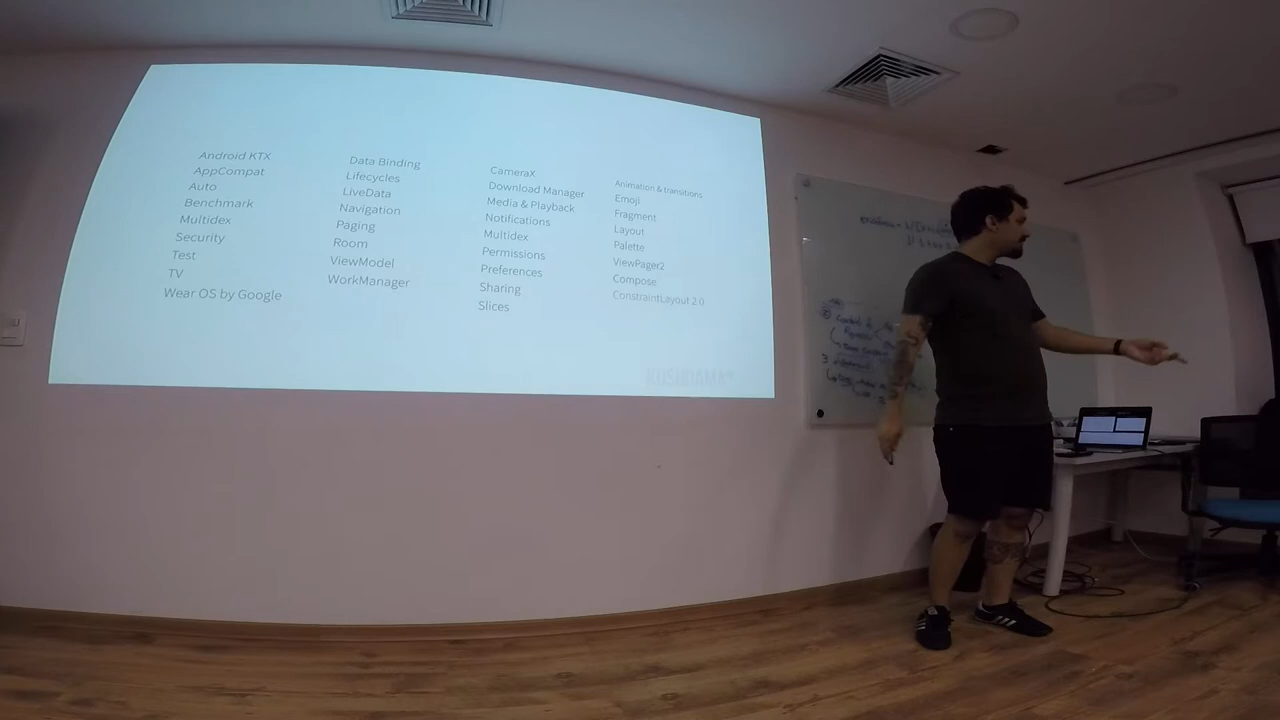 Android KTX
AppCompat
Auto
Benchmark
Multidex
Security
Test
TV
Wear OS by Google
Data Binding
Lifecycles
LiveData
Navigation
Paging
Room
ViewModel
WorkManager
CameraX
Download Manager
Media & Playback
Notifications
Multidex
Permissions
Preferences
Sharing
Slices
Animation & transitions
Emoji
Fragment
Layout
Palette
ViewPager2
Compose
ConstraintLayout 2.0